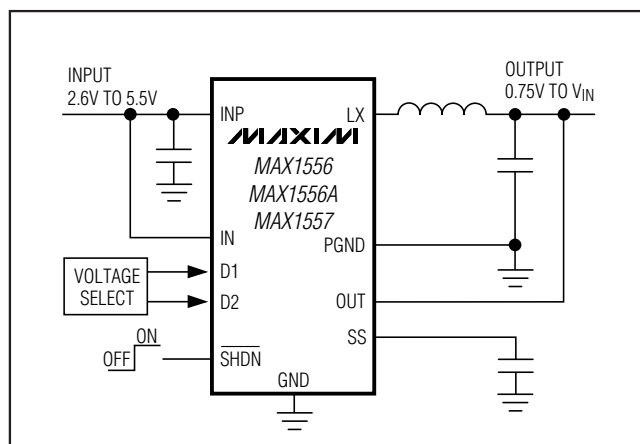 INPUT
2.6V TO 5.5V
INP
LX
OUTPUT
0.75V TO VIN
MAXIM
MAX1556
MAX1556A
MAX1557
PGND
IN
VOLTAGE
SELECT
D1
D2
OUT
SS
ON
OFF
SHDN
GND